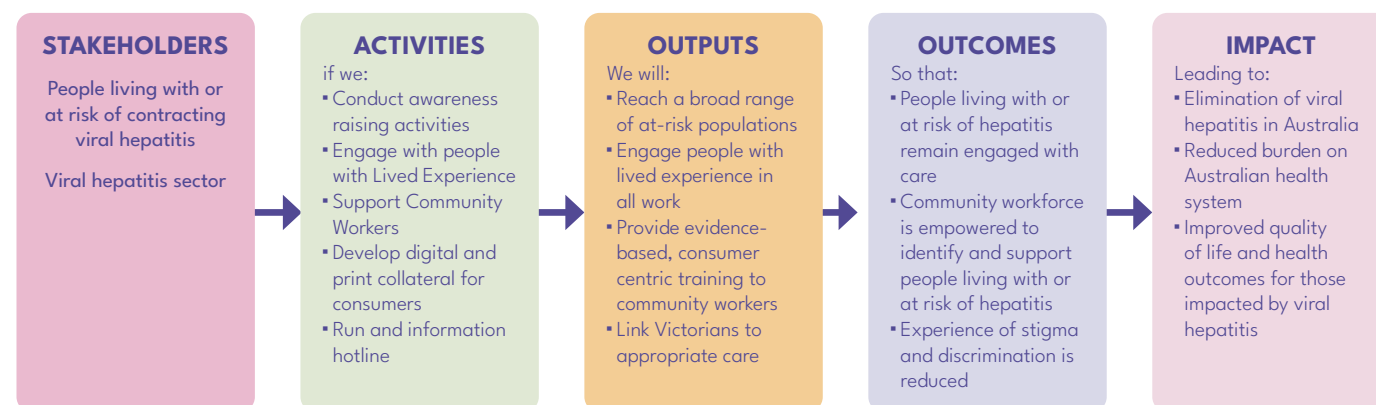 STAKEHOLDERS
People living with or
at risk of contracting
viral hepatitis
Viral hepatitis sector
ACTIVITIES
if we:
▪ Conduct awareness
raising activities
▪ Engage with people
with Lived Experience
▪ Support Community
Workers
▪ Develop digital and
print collateral for
consumers
▪ Run and information
hotline
OUTPUTS
We will:
▪ Reach a broad range
of at-risk populations
▪ Engage people with
lived experience in
all work
▪ Provide evidence-
based, consumer
centric training to
community workers
▪ Link Victorians to
appropriate care
OUTCOMES
So that:
▪ People living with or
at risk of hepatitis
remain engaged with
care
▪ Community workforce
is empowered to
identify and support
people living with or
at risk of hepatitis
▪ Experience of stigma
and discrimination is
reduced
IMPACT
Leading to:
▪ Elimination of viral
hepatitis in Australia
▪ Reduced burden on
Australian health
system
▪ Improved quality
of life and health
outcomes for those
impacted by viral
hepatitis